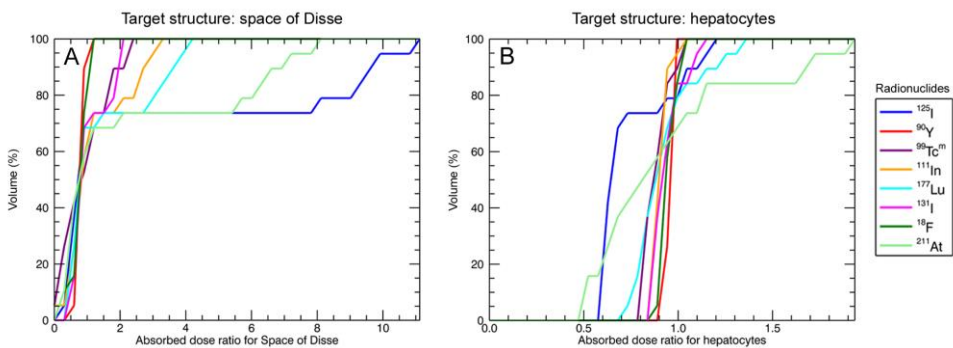 Target structure: space of Disse
A
100
80
60
40
20
0
Volume (%)
0 2 4 6 8 10
Absorbed dose ratio for Space of Disse
Target structure: hepatocytes
B
100
80
60
40
20
0
Volume (%)
0.0 0.5 1.0 1.5
Absorbed dose ratio for hepatocytes
Radionuclides
¹²⁵I
⁹⁰Y
⁹⁹Tcᵐ
¹¹¹In
¹⁷⁷Lu
¹³¹I
¹⁸F
²¹¹At